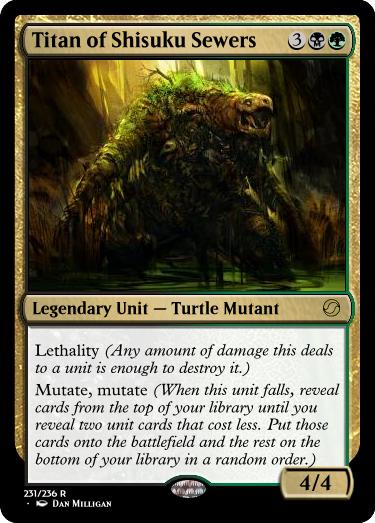 Titan of Shisuku Sewers 3
Legendary Unit — Turtle Mutant
Lethality (Any amount of damage this deals
to a unit is enough to destroy it.)
Mutate, mutate (When this unit falls, reveal
cards from the top of your library until you
reveal two unit cards that cost less. Put those
cards onto the battlefield and the rest on the
bottom of your library in a random order.)
4/4
231/236 R
· Dan Milligan